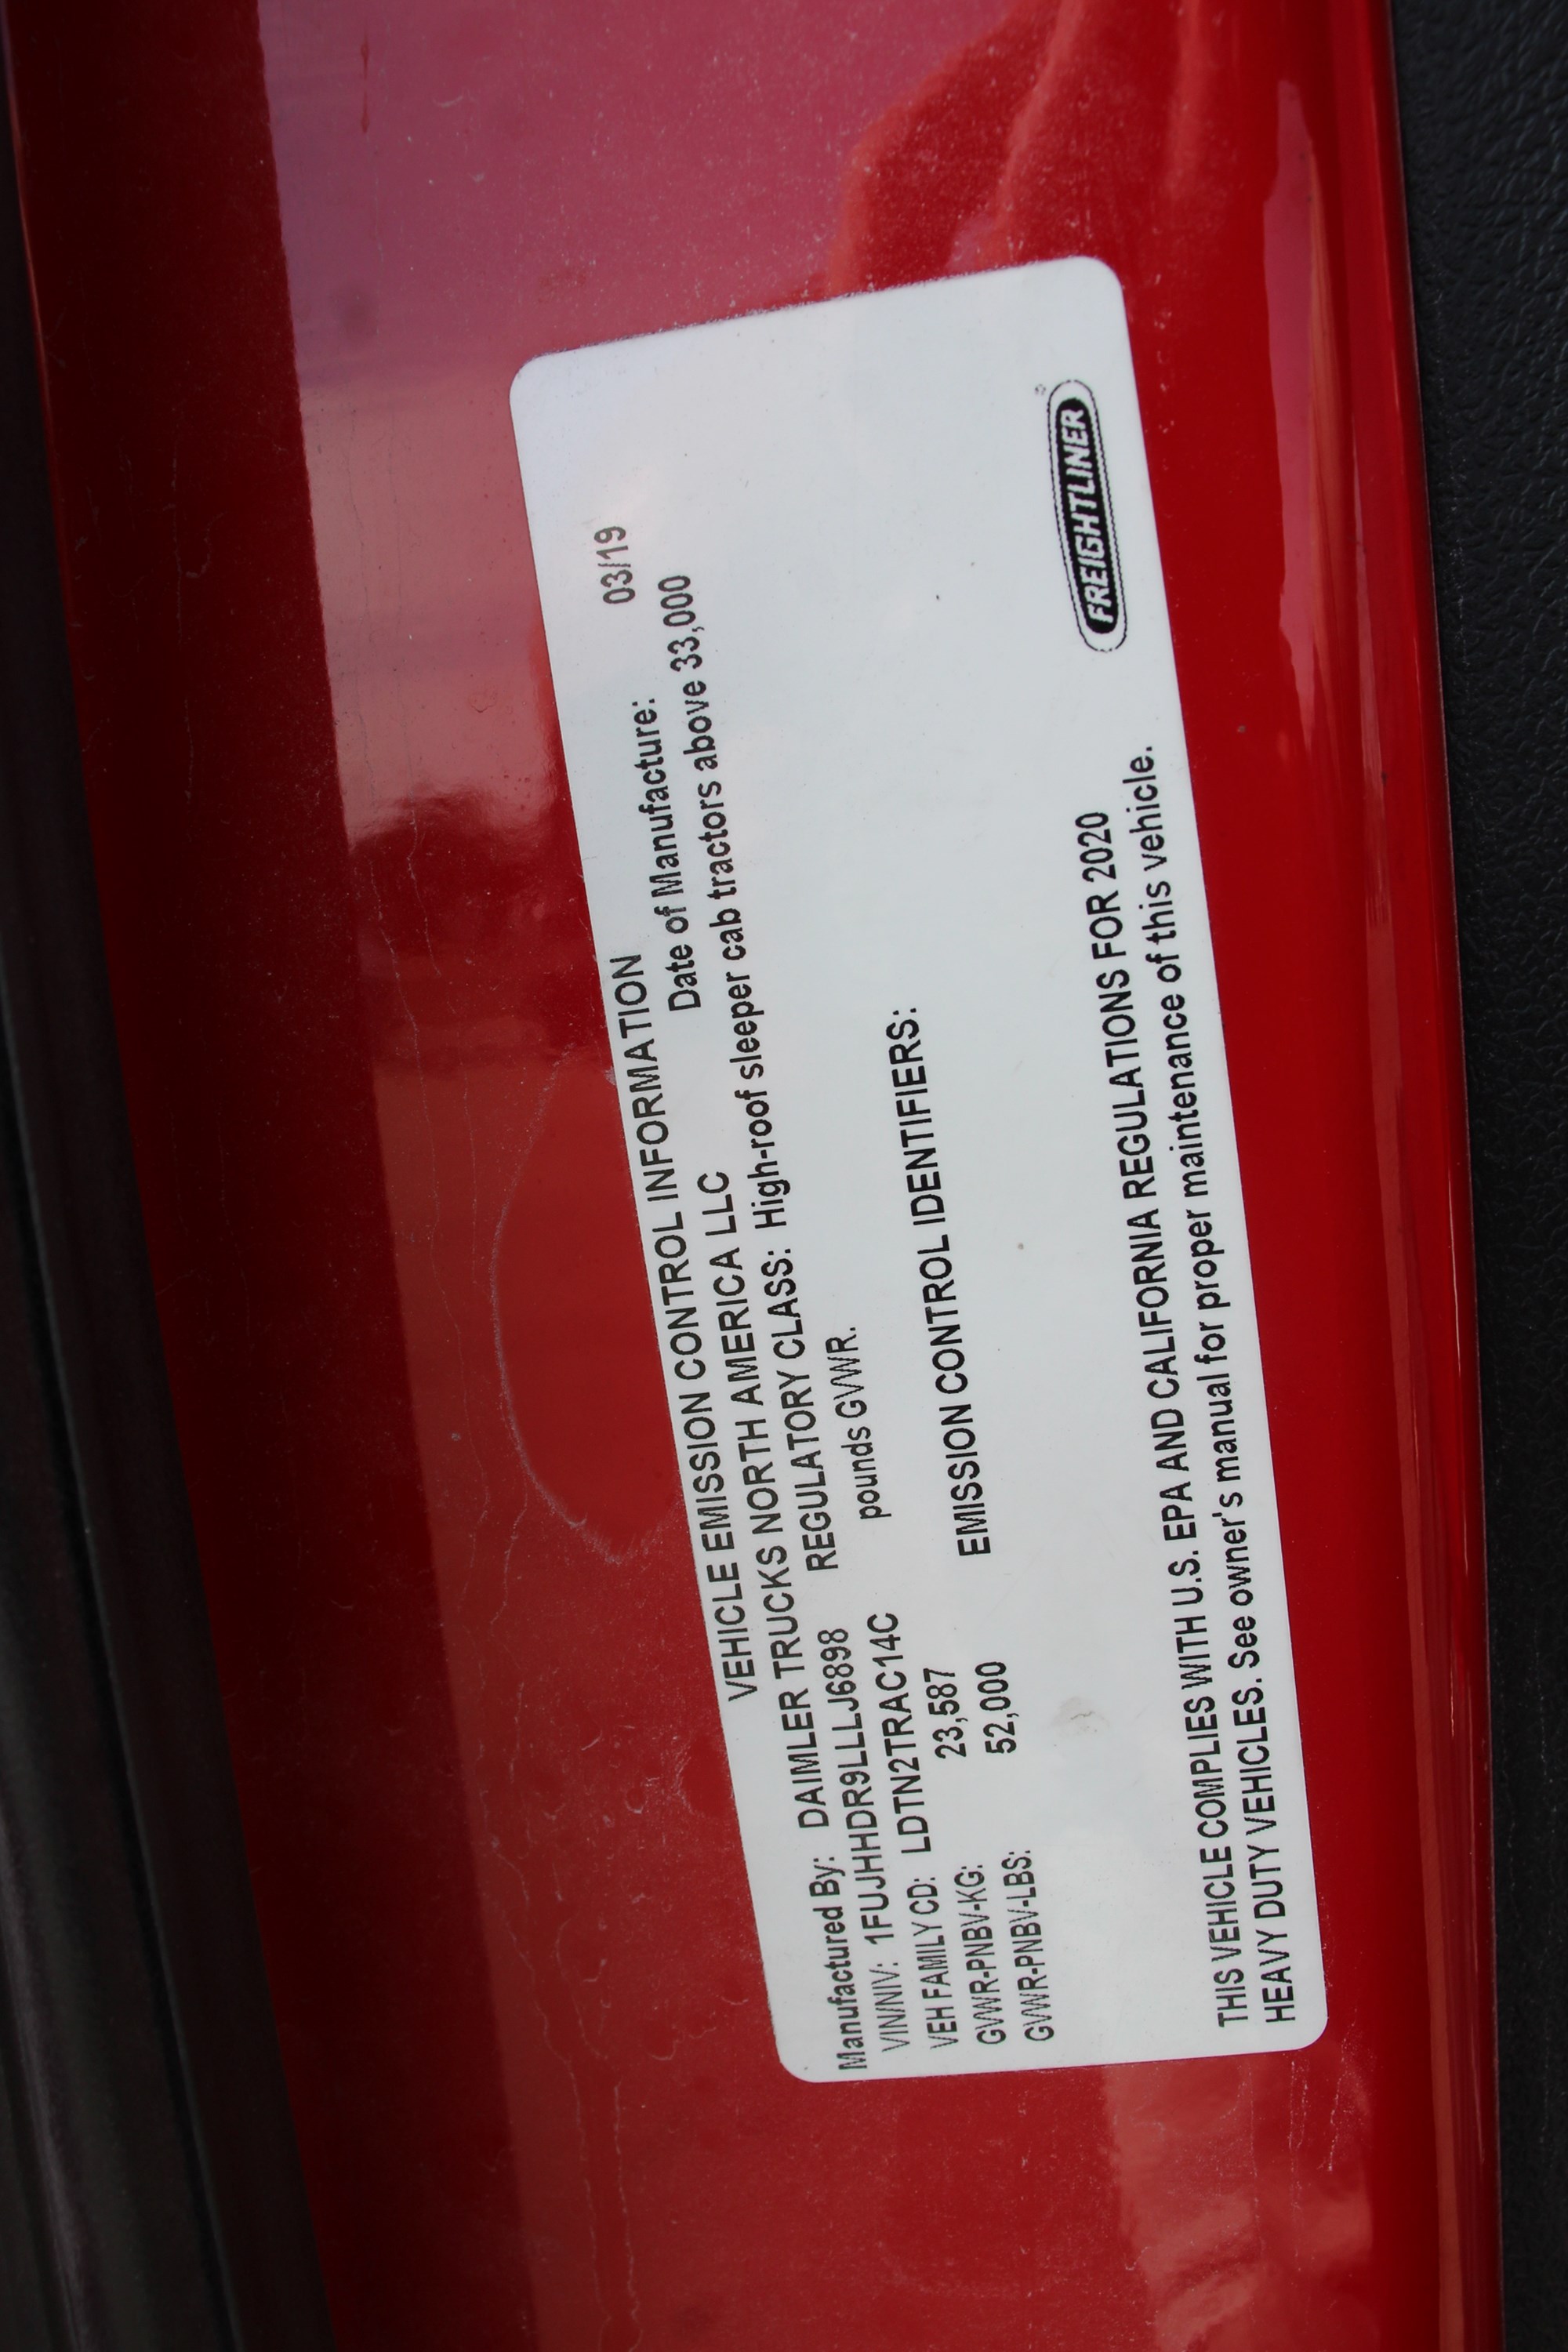 VEHICLE EMISSION CONTROL INFORMATION
Manufactured By: DAIMLER TRUCKS NORTH AMERICA LLC Date of Manufacture: 03/19
VIN/NIV: 1FUJHHDR9LLLJ6898 REGULATORY CLASS: High-roof sleeper cab tractors above 33,000
VEH FAMILY CD: LDTN2TRAC14C pounds GVWR.
GVWR-PNBV-KG: 23,587
GVWR-PNBV-LBS: 52,000 EMISSION CONTROL IDENTIFIERS:
THIS VEHICLE COMPLIES WITH U.S. EPA AND CALIFORNIA REGULATIONS FOR 2020
HEAVY DUTY VEHICLES. See owner's manual for proper maintenance of this vehicle.
FREIGHTLINER®